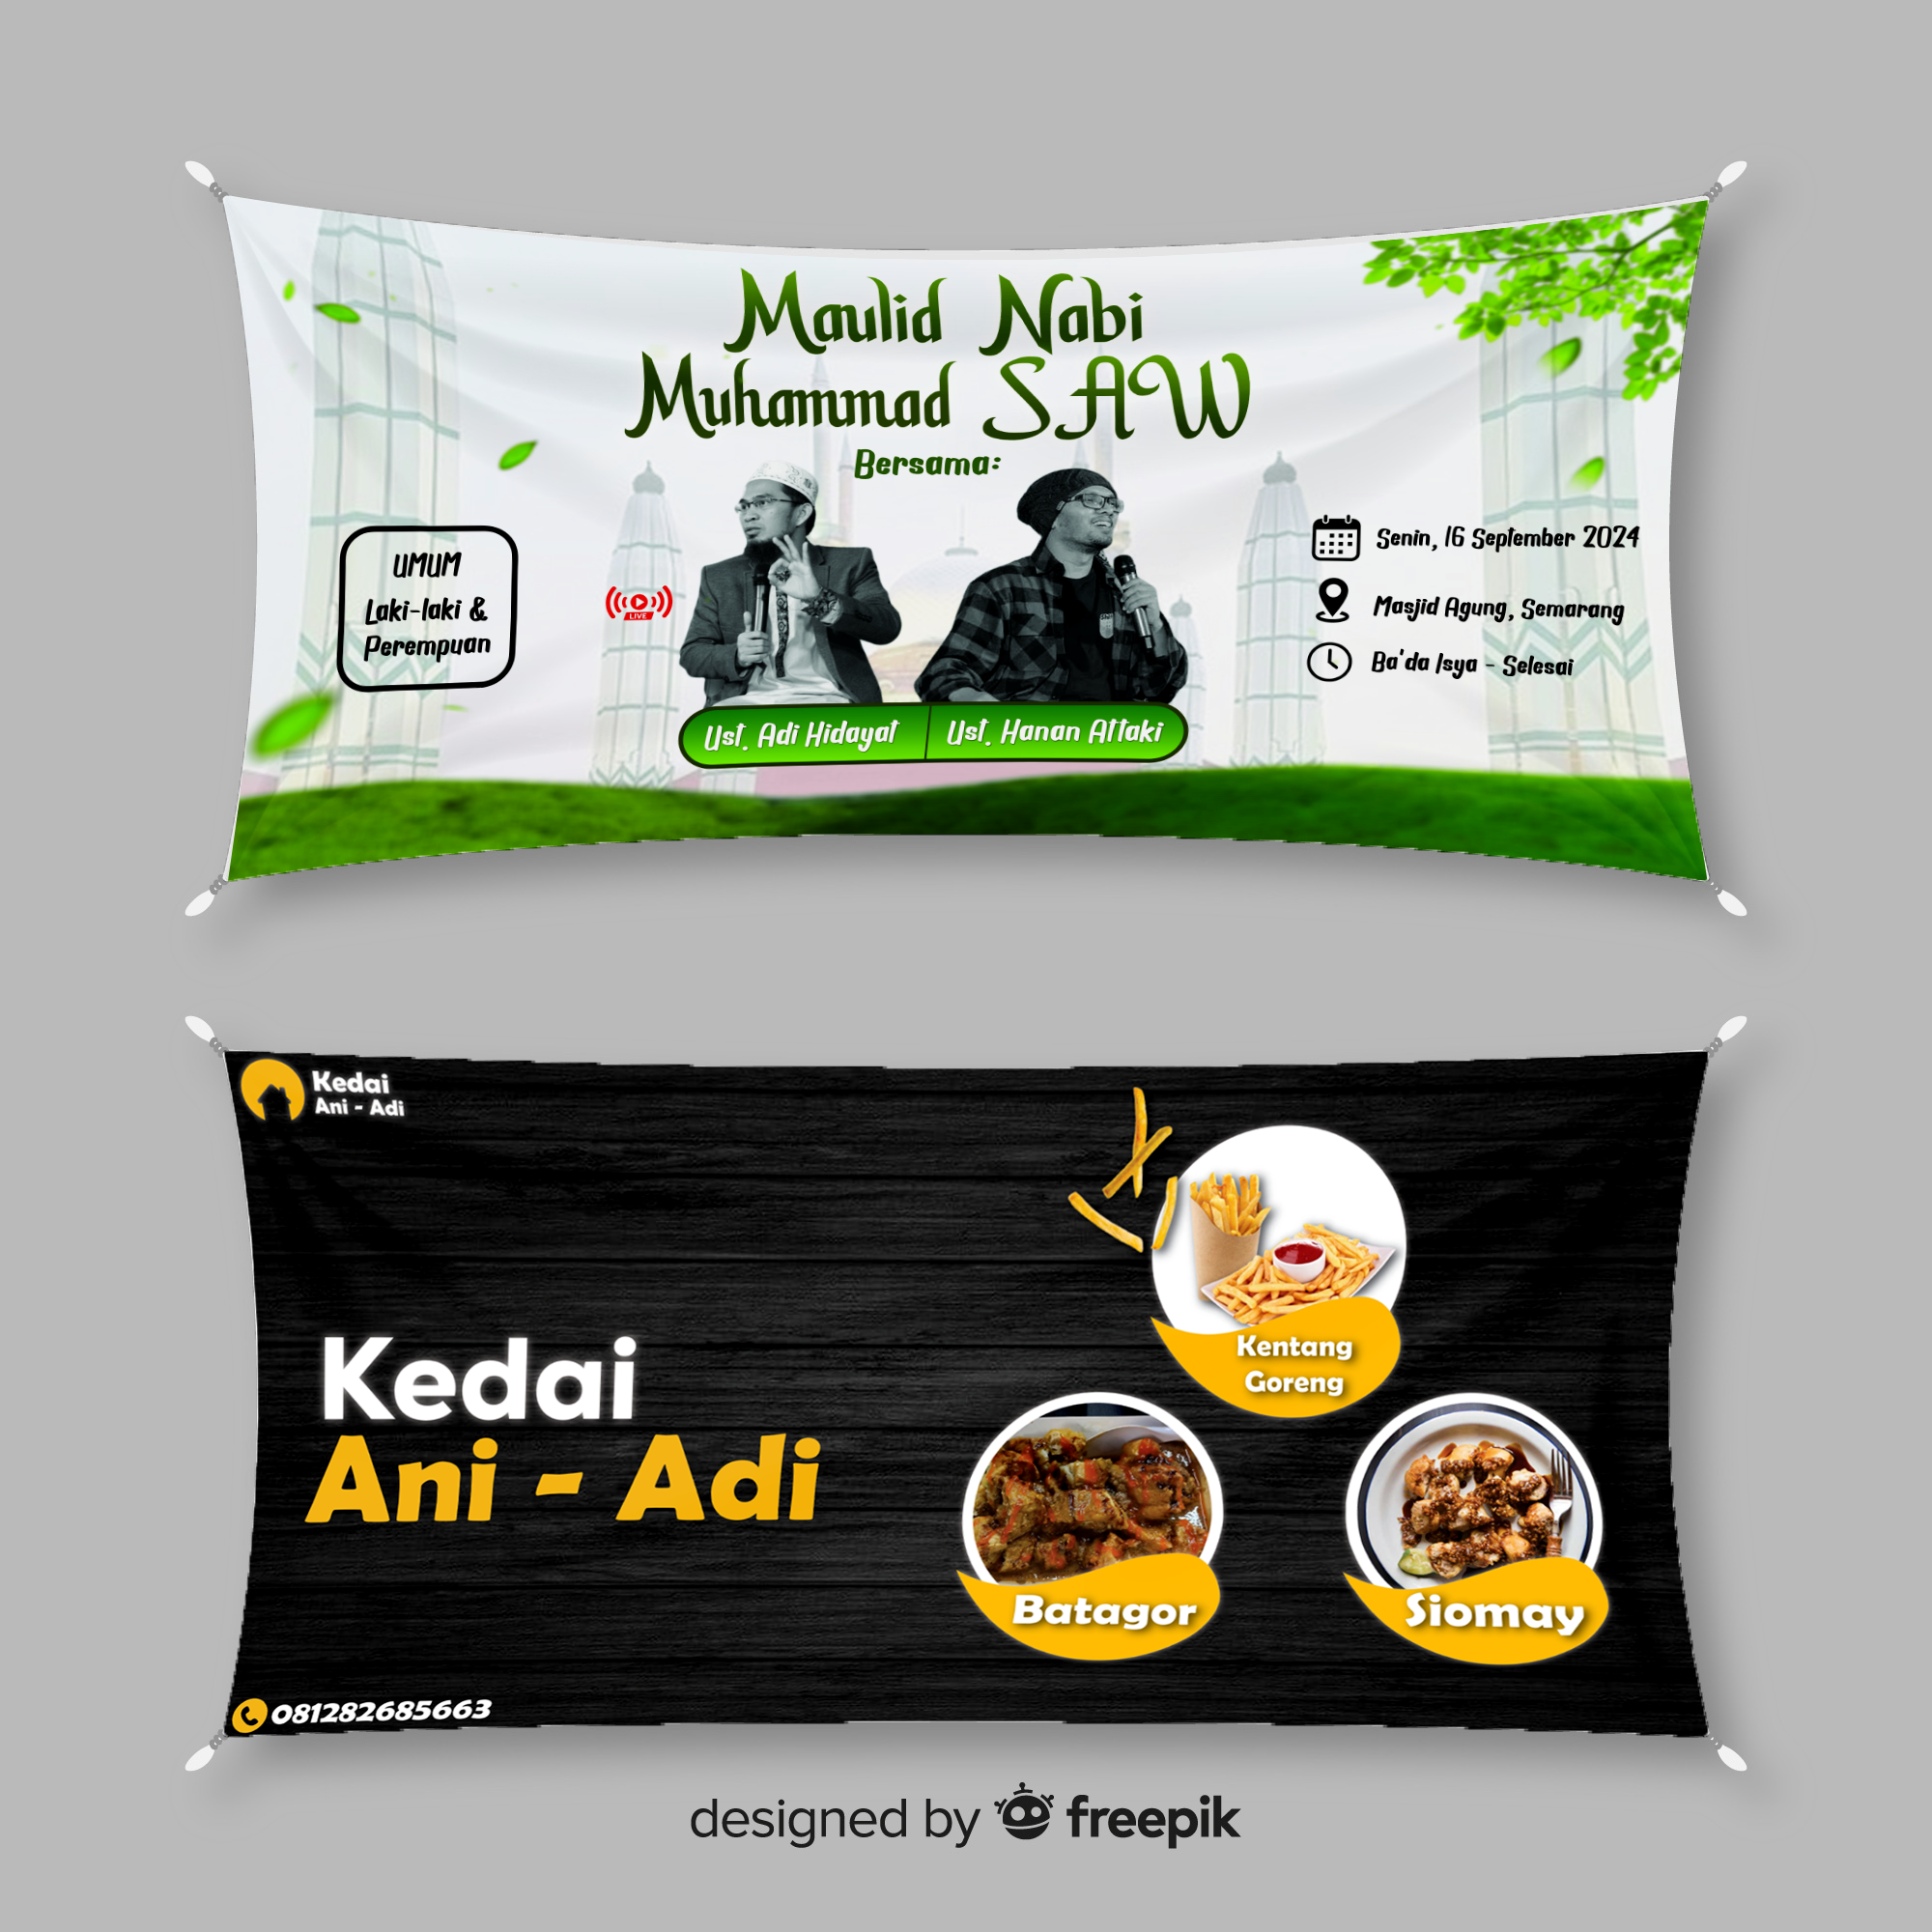 Maulid Nabi
Muhammad SAW
Bersama:
UMUM
Laki-laki &
Perempuan
LIVE
Ust. Adi Hidayat
Ust. Hanan Attaki
Senin, 16 September 2024
Masjid Agung, Semarang
Ba'da Isya - Selesai
Kedai
Ani - Adi
Kedai
Ani - Adi
Kentang
Goreng
Batagor
Siomay
081282685663
designed by freepik